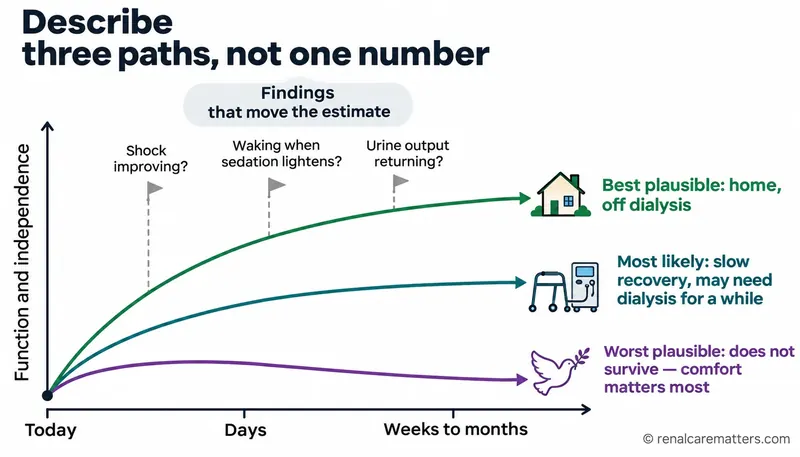 Describe
three paths, not one number
Findings
that move the estimate
Shock
improving?
Waking when
sedation lightens?
Urine output
returning?
Function and independence
Best plausible: home,
off dialysis
Most likely: slow
recovery, may need
dialysis for a while
Worst plausible: does not
survive — comfort
matters most
Today
Days
Weeks to months
© renalcarematters.com